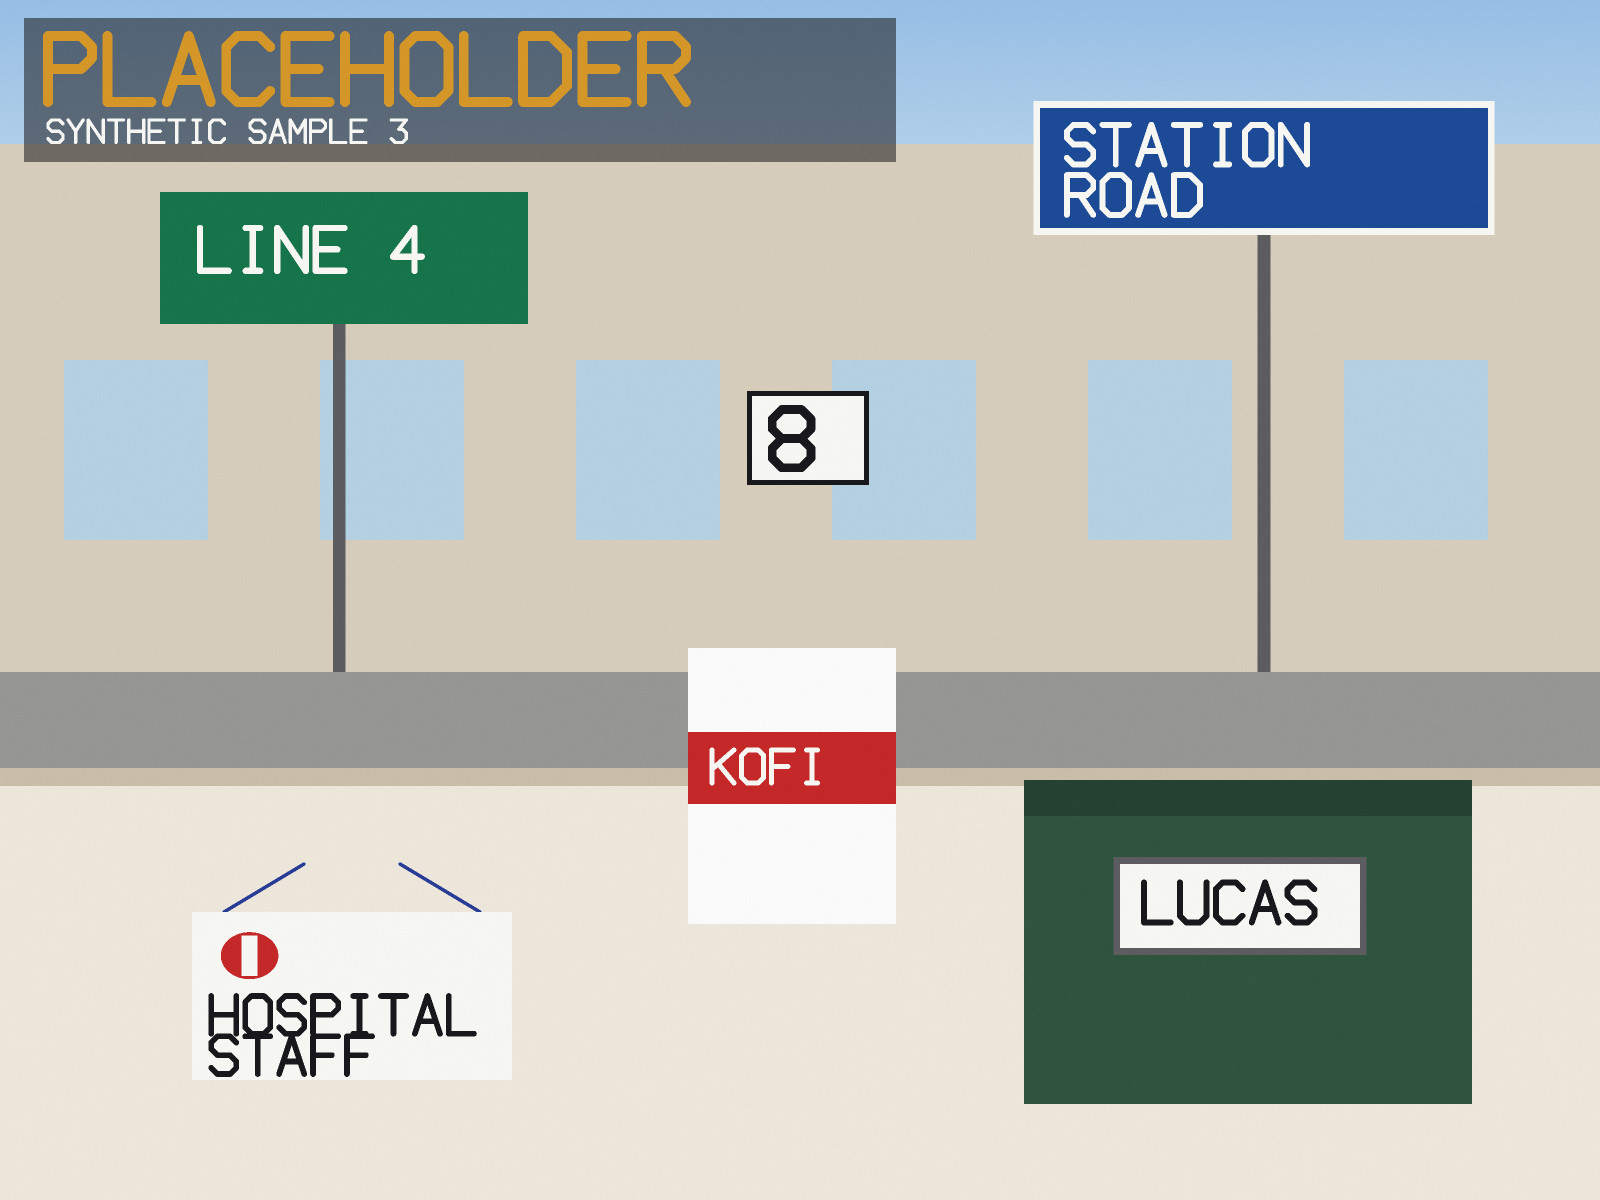 PLACEHOLDER
SYNTHETIC SAMPLE 3
STATION
ROAD
LINE 4
8
KOFI
LUCAS
HOSPITAL
STAFF